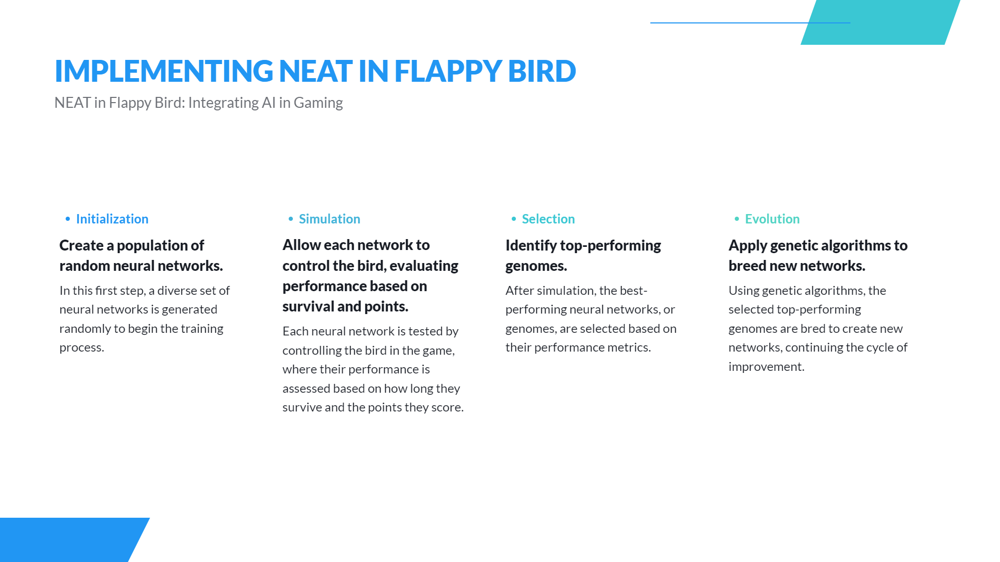 IMPLEMENTING NEAT IN FLAPPY BIRD
NEAT in Flappy Bird: Integrating AI in Gaming
• Initialization
Create a population of
random neural networks.
In this first step, a diverse set of
neural networks is generated
randomly to begin the training
process.
• Simulation
Allow each network to
control the bird, evaluating
performance based on
survival and points.
Each neural network is tested by
controlling the bird in the game,
where their performance is
assessed based on how long they
survive and the points they score.
• Selection
Identify top-performing
genomes.
After simulation, the best-
performing neural networks, or
genomes, are selected based on
their performance metrics.
• Evolution
Apply genetic algorithms to
breed new networks.
Using genetic algorithms, the
selected top-performing
genomes are bred to create new
networks, continuing the cycle of
improvement.